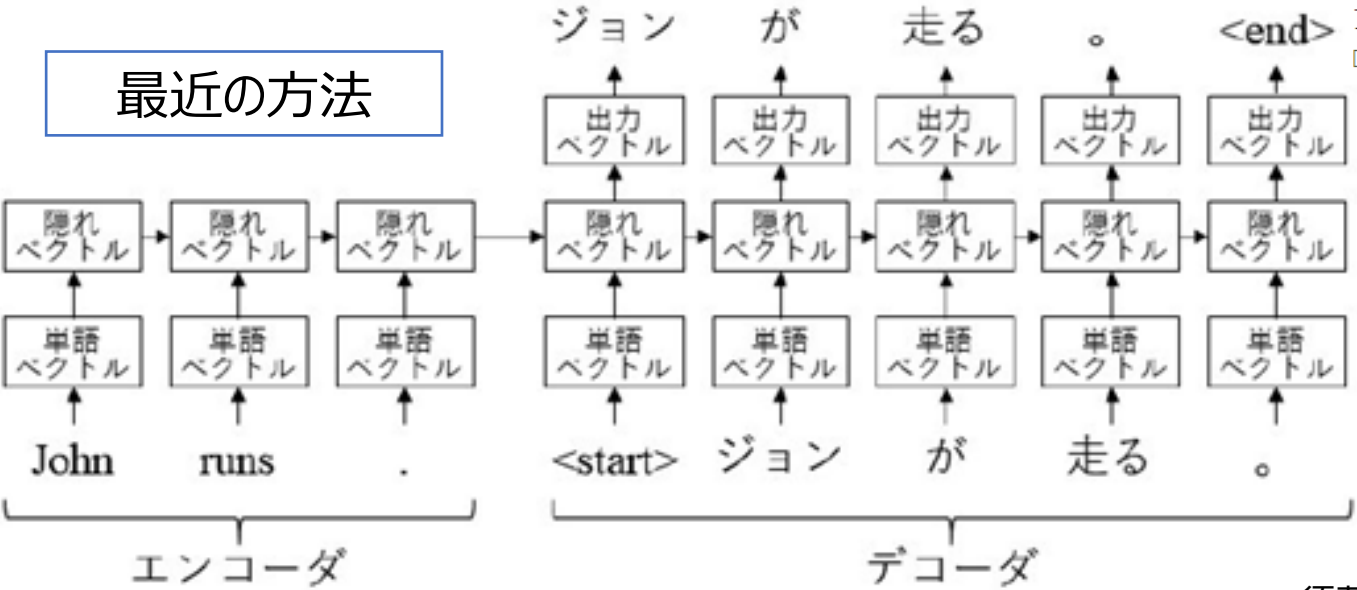 ジョン が 走る 。 <end>
最近の方法
出力 出力 出力 出力 出力
ベクトル ベクトル ベクトル ベクトル ベクトル
隠れ 隠れ 隠れ 隠れ 隠れ 隠れ 隠れ 隠れ
ベクトル ベクトル ベクトル ベクトル ベクトル ベクトル ベクトル ベクトル
単語 単語 単語 単語 単語 単語 単語 単語
ベクトル ベクトル ベクトル ベクトル ベクトル ベクトル ベクトル ベクトル
John runs . <start> ジョン が 走る 。
エンコーダ デコーダ